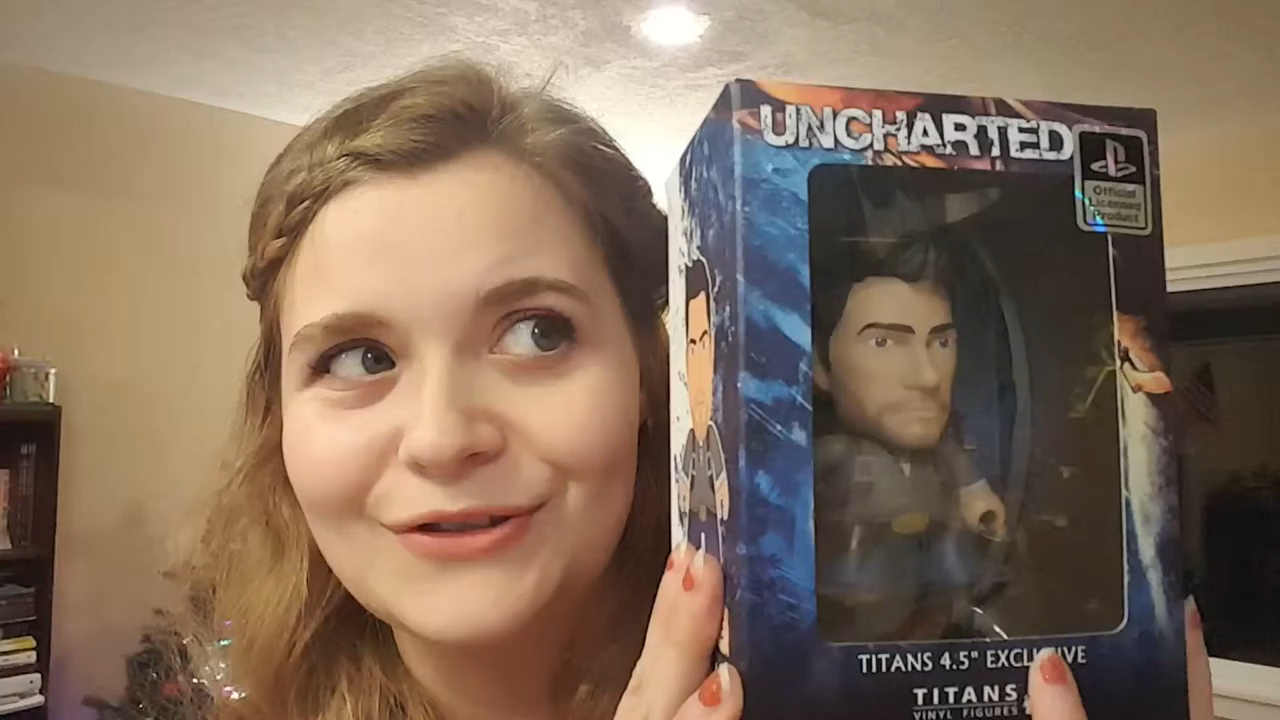 UNCHARTED
Official
Licensed
Product
TITANS 4.5" EXCLUSIVE
TITANS
VINYL FIGURES